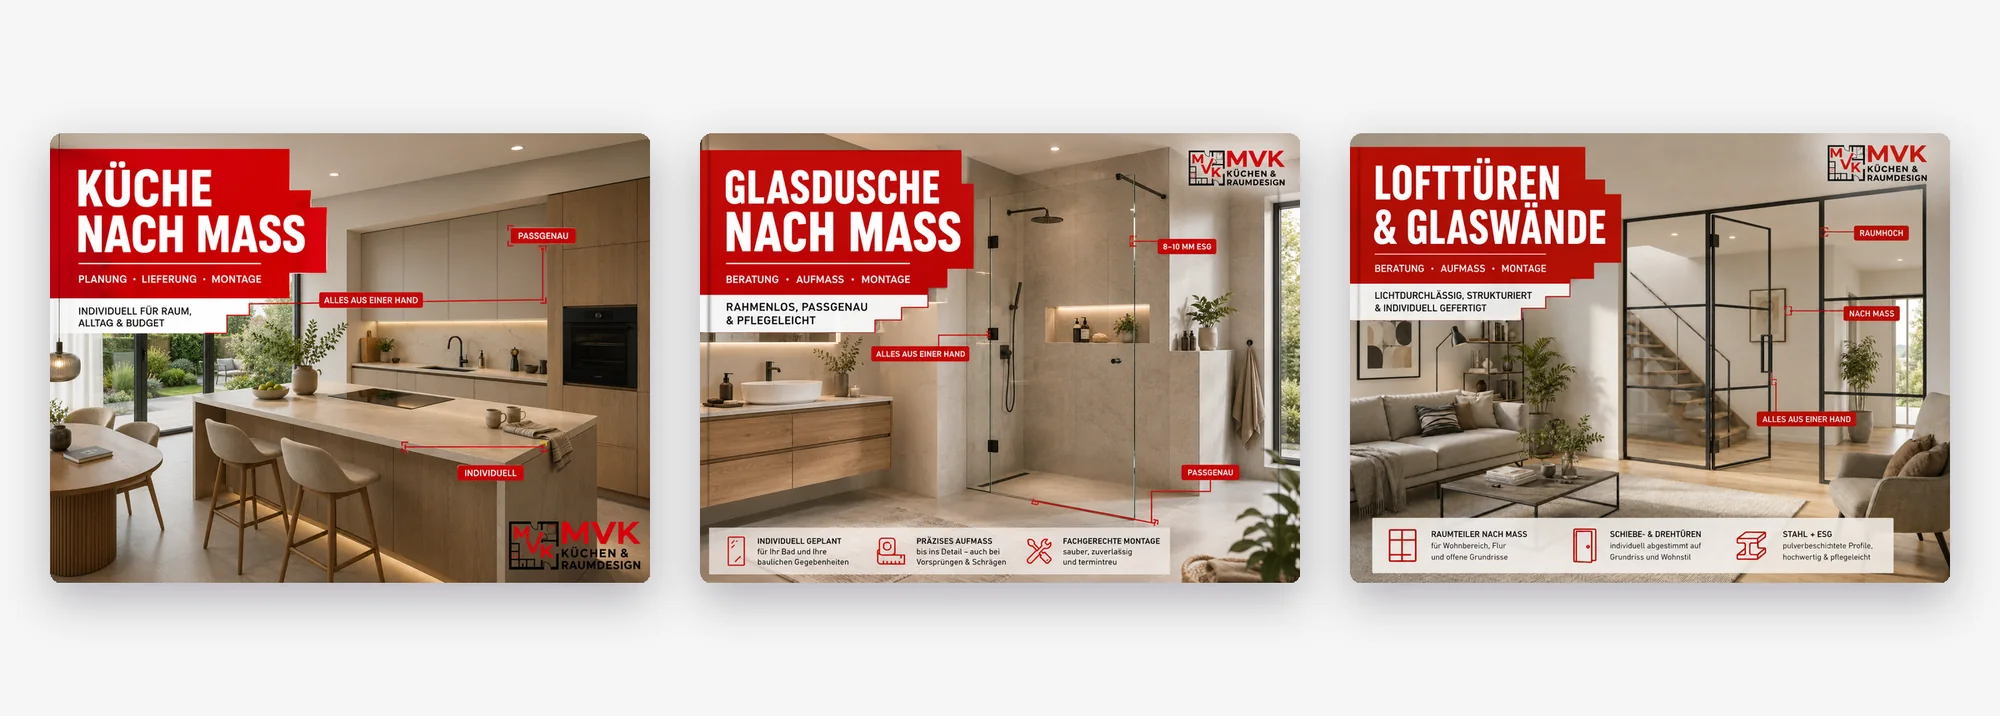 KÜCHE
NACH MASS
PLANUNG · LIEFERUNG · MONTAGE
INDIVIDUELL FÜR RAUM,
ALLTAG & BUDGET
ALLES AUS EINER HAND
PASSGENAU
INDIVIDUELL
MVK
MVK
KÜCHEN &
RAUMDESIGN
GLASDUSCHE
NACH MASS
BERATUNG · AUFMASS · MONTAGE
RAHMENLOS, PASSGENAU
& PFLEGELEICHT
MVK
MVK
KÜCHEN &
RAUMDESIGN
8–10 MM ESG
ALLES AUS EINER HAND
PASSGENAU
INDIVIDUELL GEPLANT
für Ihr Bad und Ihre
baulichen Gegebenheiten
PRÄZISES AUFMASS
bis ins Detail – auch bei
Vorsprüngen & Schrägen
FACHGERECHTE MONTAGE
sauber, zuverlässig
und termintreu
LOFTTÜREN
& GLASWÄNDE
BERATUNG · AUFMASS · MONTAGE
LICHTDURCHLÄSSIG, STRUKTURIERT
& INDIVIDUELL GEFERTIGT
MVK
MVK
KÜCHEN &
RAUMDESIGN
RAUMHOCH
NACH MASS
ALLES AUS EINER HAND
RAUMTEILER NACH MASS
für Wohnbereich, Flur
und offene Grundrisse
SCHIEBE- & DREHTÜREN
individuell abgestimmt auf
Grundriss und Wohnstil
STAHL + ESG
pulverbeschichtete Profile,
hochwertig & pflegeleicht